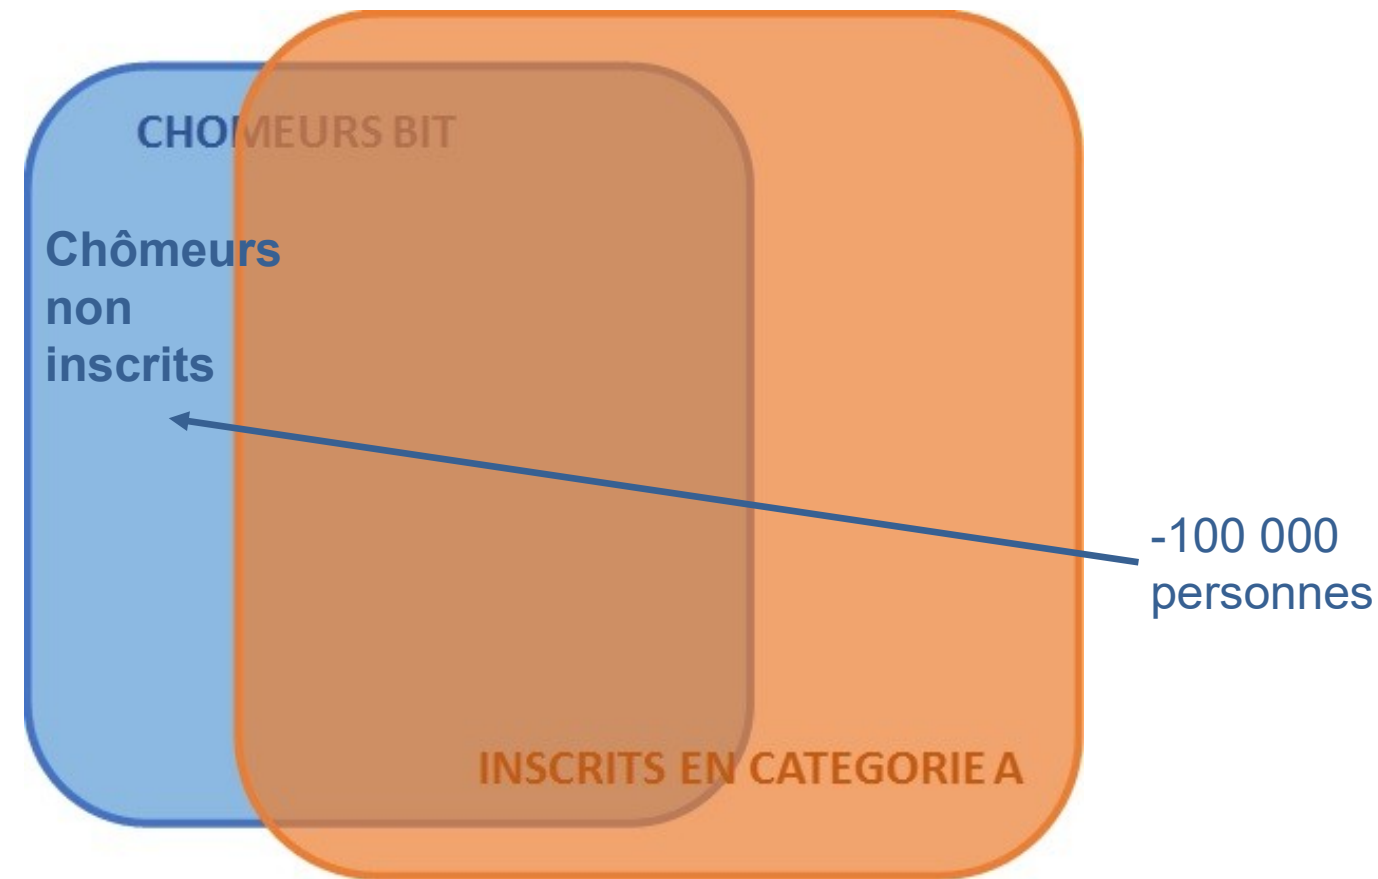 CHOMEURS BIT
Chômeurs
non
inscrits
-100 000
personnes
INSCRITS EN CATEGORIE A